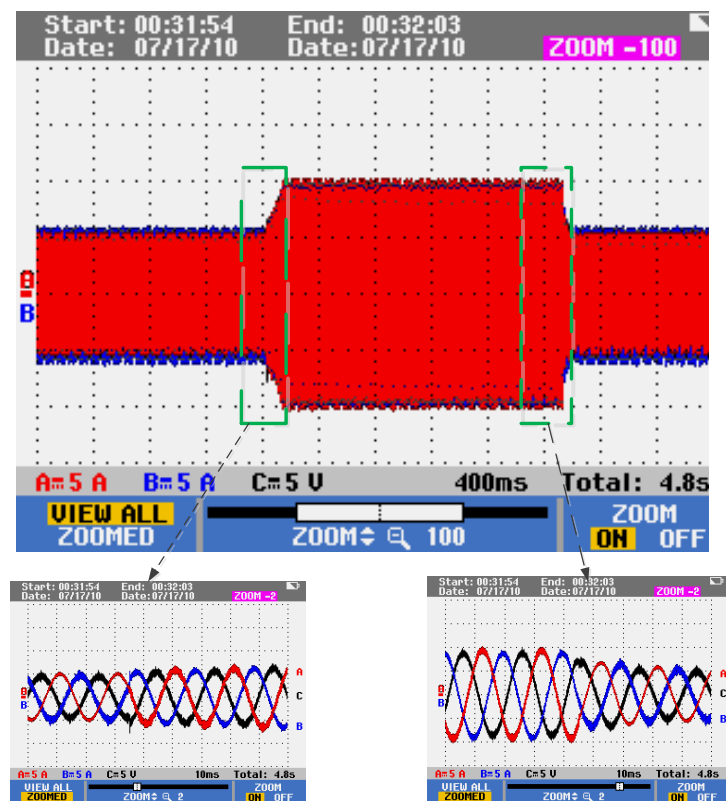 Start: 00:31:54 End: 00:32:03
Date: 07/17/10 Date:07/17/10 ZOOM -100
B
A=5 A B=5 A C=5 V 400ms Total: 4.8s
VIEW ALL ZOOM
ZOOMED ZOOM 100 ON OFF
Start: 00:31:54 End: 00:32:03
Date: 07/17/10 Date:07/17/10 ZOOM -2
A
C
B
B
A=5 A B=5 A C=5 V 10ms Total: 4.8s
VIEW ALL ZOOM
ZOOMED ZOOM 2 ON OFF
Start: 00:31:54 End: 00:32:03
Date: 07/17/10 Date:07/17/10 ZOOM -2
A
C
B
B
A=5 A B=5 A C=5 V 10ms Total: 4.8s
VIEW ALL ZOOM
ZOOMED ZOOM 2 ON OFF